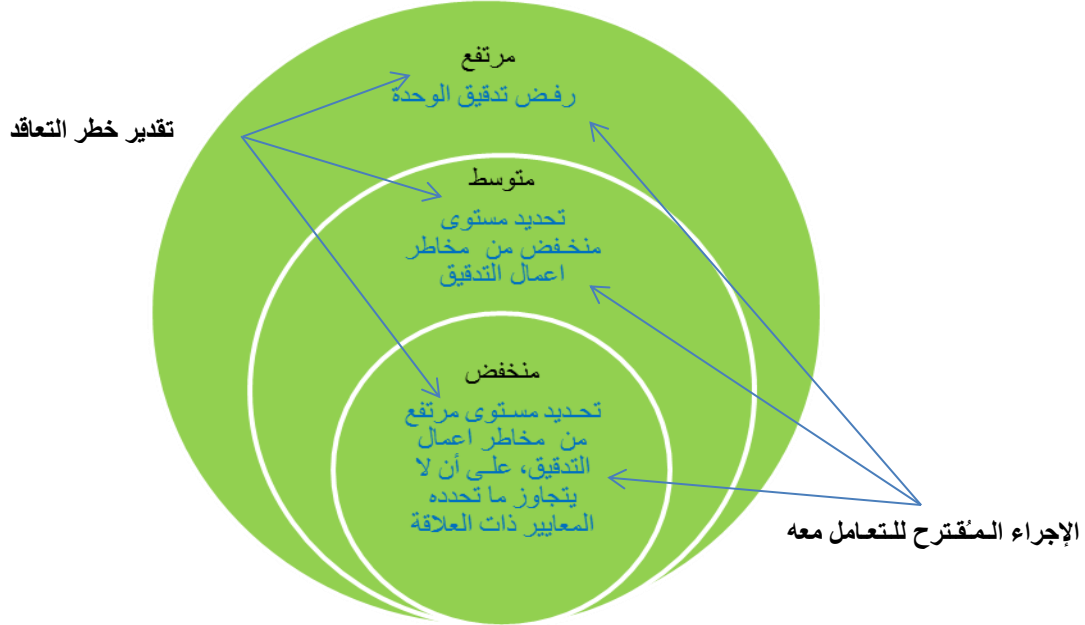 مرتفع
رفض تدقيق الوحدة
تقدير خطر التعاقد
متوسط
تحديد مستوى
منخفض من مخاطر
اعمال التدقيق
منخفض
تحديد مستوى مرتفع
من مخاطر اعمال
التدقيق، على أن لا
يتجاوز ما تحدده
المعايير ذات العلاقة
الإجراء المـُقترح للتعامل معه